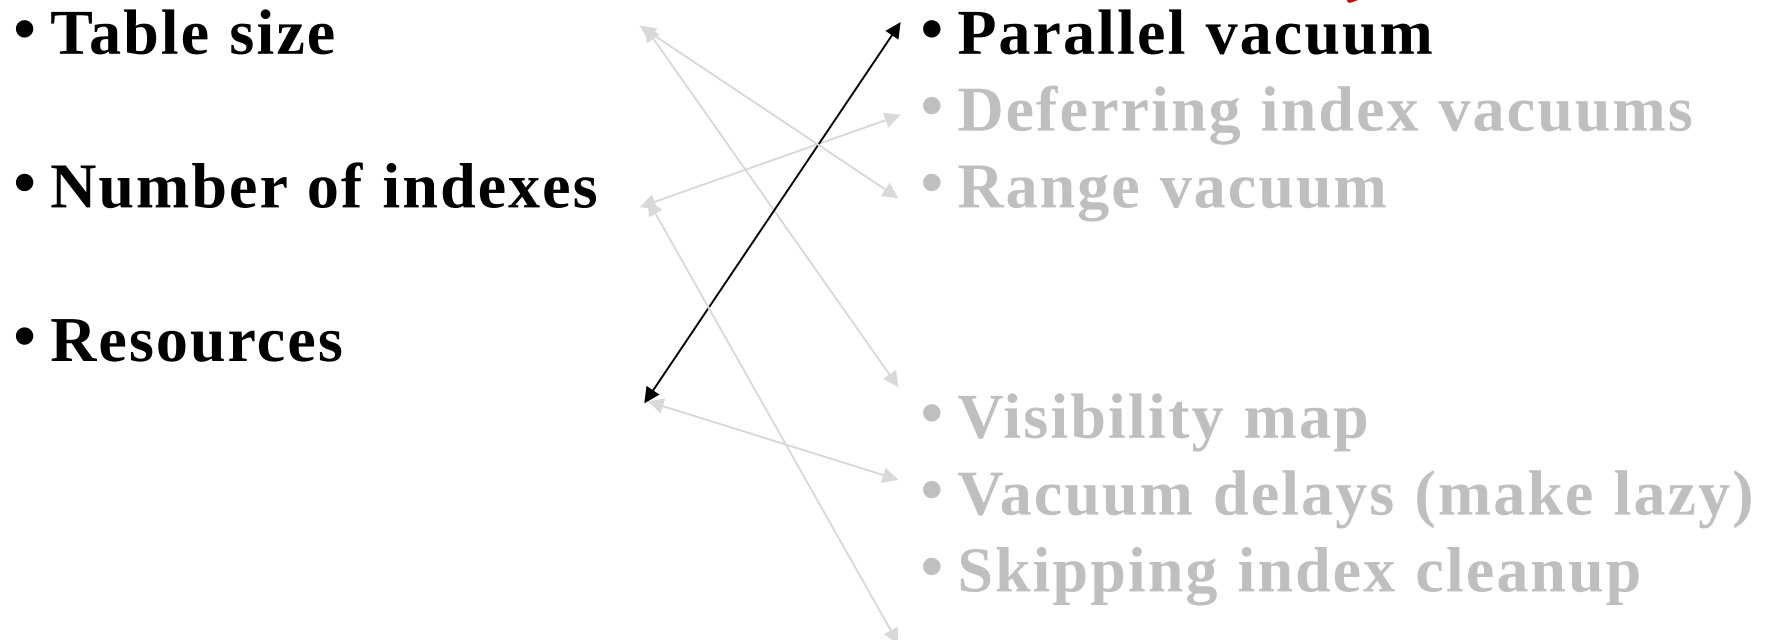 • Table size
• Number of indexes
• Resources
• Parallel vacuum
• Deferring index vacuums
• Range vacuum
• Visibility map
• Vacuum delays (make lazy)
• Skipping index cleanup